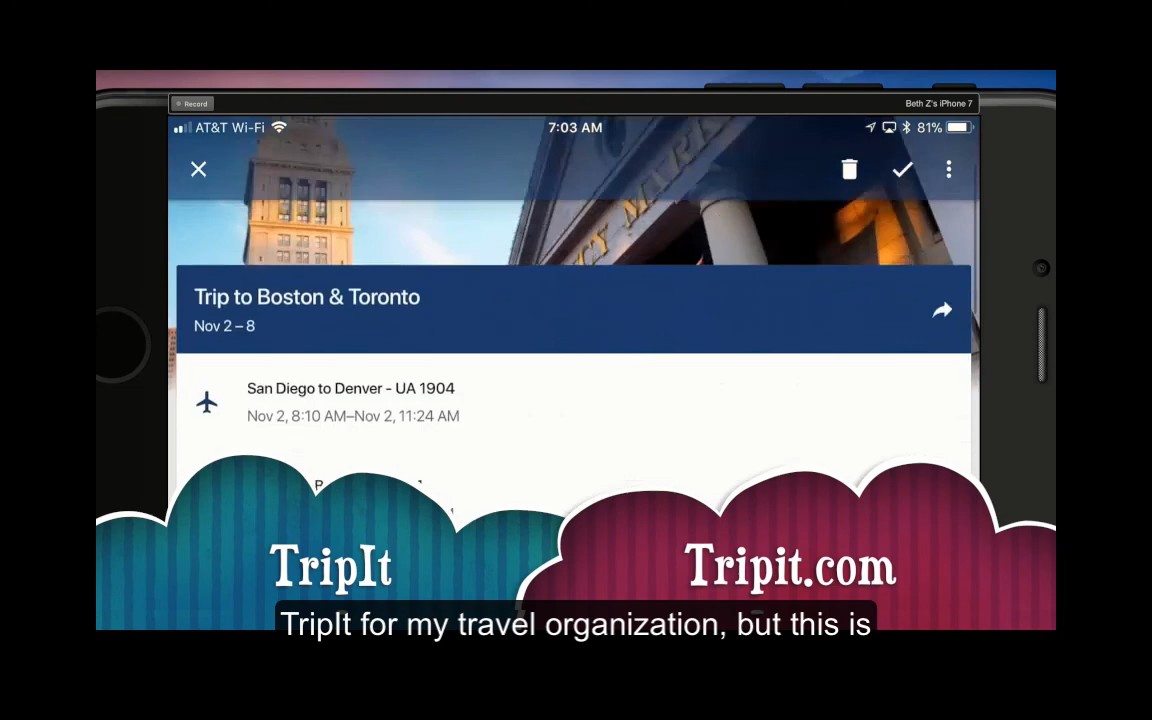 Record
Beth Z's iPhone 7
AT&T Wi-Fi 7:03 AM 81%
CY MARK
Trip to Boston & Toronto
Nov 2 – 8
San Diego to Denver - UA 1904
Nov 2, 8:10 AM–Nov 2, 11:24 AM
TripIt
Tripit.com
TripIt for my travel organization, but this is